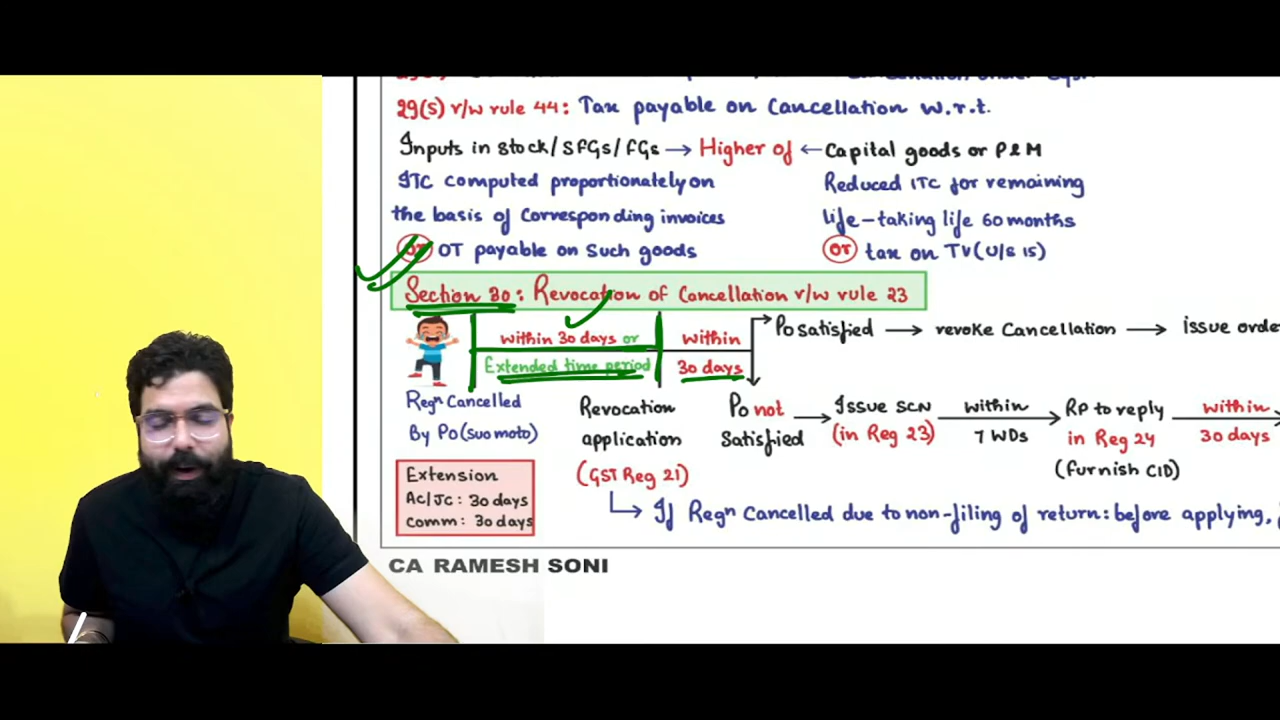 29(5) r/w rule 44: Tax payable on Cancellation w.r.t.
Inputs in stock/SFGs/FGs → Higher of ← Capital goods or P&M
ITC computed proportionately on
the basis of Corresponding invoices
or OT payable on Such goods
Reduced ITC for remaining
life-taking life 60 months
or tax on TV (U/s 15)
Section 30: Revocation of Cancellation r/w rule 23
within 30 days or
Extended time period
within
30 days
Po satisfied → revoke Cancellation → issue orde
Regn Cancelled
By Po (suo moto)
Revocation
application
(GST Reg 21)
Po not
Satisfied
Issue SCN
(in Reg 23)
within
7 WDs
RP to reply
in Reg 24
(furnish CID)
within
30 days
Extension
AC/JC: 30 days
Comm: 30 days
If Regn Cancelled due to non-filing of return: before applying,
CA RAMESH SONI